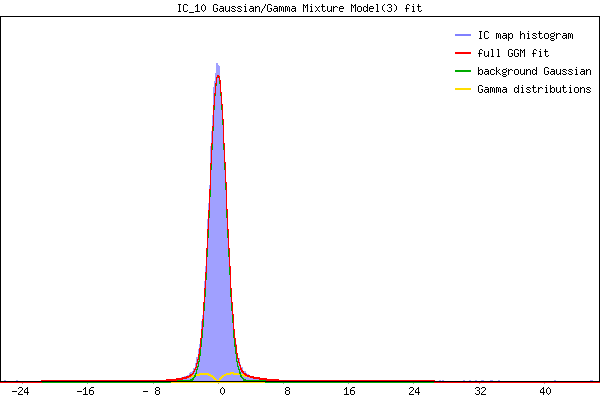 IC_10 Gaussian/Gamma Mixture Model(3) fit
IC map histogram
full GGM fit
background Gaussian
Gamma distributions
-24 -16 -8 0 8 16 24 32 40